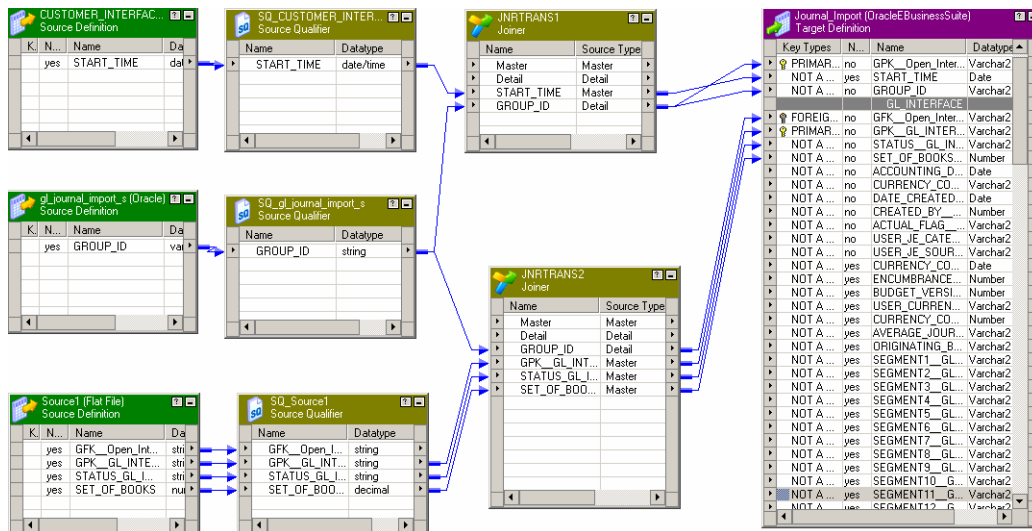 CUSTOMER_INTERFAC...
Source Definition
K. N... Name Da
yes START_TIME dat
SQ_CUSTOMER_INTER...
Source Qualifier
Name Datatype
START_TIME date/time
JNRTRANS1
Joiner
Name Source Type
Master Master
Detail Detail
START_TIME Master
GROUP_ID Detail
gl_journal_import_s (Oracle)
Source Definition
K. N... Name Da
yes GROUP_ID var
SQ_gl_journal_import_s
Source Qualifier
Name Datatype
GROUP_ID string
JNRTRANS2
Joiner
Name Source Type
Master Master
Detail Detail
GROUP_ID Detail
GPK__GL_INT... Master
STATUS_GL_I... Master
SET_OF_BOO... Master
Source1 (Flat File)
Source Definition
K. N... Name Da
yes GFK__Open_Int... stri
yes GPK__GL_INTE... stri
yes STATUS_GL_I... stri
yes SET_OF_BOOKS nur
SQ_Source1
Source Qualifier
Name Datatype
GFK__Open_I... string
GPK__GL_INT... string
STATUS_GL_I... string
SET_OF_BOO... decimal
Journal_Import (OracleEBusinessSuite)
Target Definition
Key Types N... Name Datatype
PRIMAR... no GPK__Open_Inter... Varchar2
NOT A ... yes START_TIME Date
NOT A ... no GROUP_ID Varchar2
GL_INTERFACE
FOREIG... no GFK__Open_Inter... Varchar2
PRIMAR... no GPK__GL_INTER... Varchar2
NOT A ... no STATUS__GL_IN... Varchar2
NOT A ... no SET_OF_BOOKS... Number
NOT A ... no ACCOUNTING_D... Date
NOT A ... no CURRENCY_CO... Varchar2
NOT A ... no DATE_CREATED... Date
NOT A ... no CREATED_BY__... Number
NOT A ... no ACTUAL_FLAG__... Varchar2
NOT A ... no USER_JE_CATE... Varchar2
NOT A ... no USER_JE_SOUR... Varchar2
NOT A ... yes CURRENCY_CO... Date
NOT A ... yes ENCUMBRANCE... Number
NOT A ... yes BUDGET_VERSI... Number
NOT A ... yes USER_CURREN... Varchar2
NOT A ... yes CURRENCY_CO... Number
NOT A ... yes AVERAGE_JOUR... Varchar2
NOT A ... yes ORIGINATING_B... Varchar2
NOT A ... yes SEGMENT1__GL... Varchar2
NOT A ... yes SEGMENT2__GL... Varchar2
NOT A ... yes SEGMENT3__GL... Varchar2
NOT A ... yes SEGMENT4__GL... Varchar2
NOT A ... yes SEGMENT5__GL... Varchar2
NOT A ... yes SEGMENT6__GL... Varchar2
NOT A ... yes SEGMENT7__GL... Varchar2
NOT A ... yes SEGMENT8__GL... Varchar2
NOT A ... yes SEGMENT9__GL... Varchar2
NOT A ... yes SEGMENT10__G... Varchar2
NOT A ... yes SEGMENT11__G... Varchar2
NOT A ... yes SEGMENT12__G... Varchar2